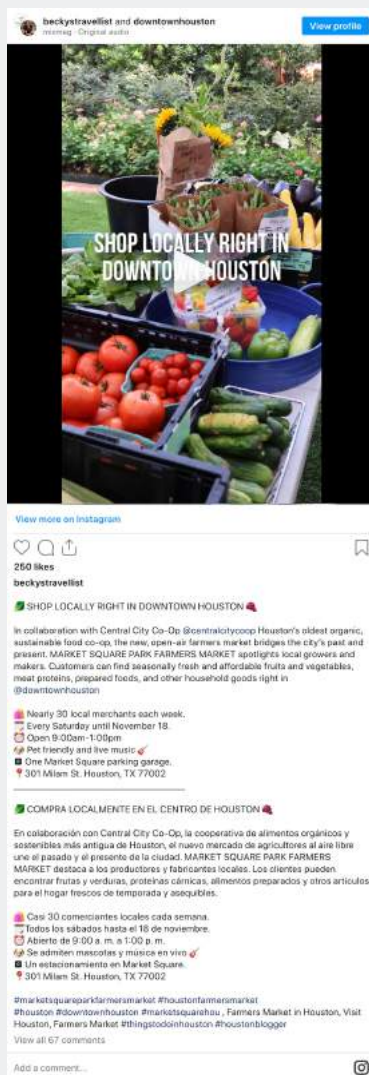 beckystravellist and downtownhouston
mixmag · Original audio
View profile
SHOP LOCALLY RIGHT IN
DOWNTOWN HOUSTON
View more on Instagram
250 likes
beckystravellist
🥬 SHOP LOCALLY RIGHT IN DOWNTOWN HOUSTON 🍇
In collaboration with Central City Co-Op @centralcitycoop Houston's oldest organic,
sustainable food co-op, the new, open-air farmers market bridges the city's past and
present. MARKET SQUARE PARK FARMERS MARKET spotlights local growers and
makers. Customers can find seasonally fresh and affordable fruits and vegetables,
meat proteins, prepared foods, and other household goods right in
@downtownhouston
🛍️ Nearly 30 local merchants each week.
Every Saturday until November 18.
⏰ Open 9:00am-1:00pm
🐶 Pet friendly and live music 🎸
One Market Square parking garage.
📍 301 Milam St. Houston, TX 77002
🥬 COMPRA LOCALMENTE EN EL CENTRO DE HOUSTON 🍇
En colaboración con Central City Co-Op, la cooperativa de alimentos orgánicos y
sostenibles más antigua de Houston, el nuevo mercado de agricultores al aire libre
une el pasado y el presente de la ciudad. MARKET SQUARE PARK FARMERS
MARKET destaca a los productores y fabricantes locales. Los clientes pueden
encontrar frutas y verduras, proteínas cárnicas, alimentos preparados y otros artículos
para el hogar frescos de temporada y asequibles.
🛍️ Casi 30 comerciantes locales cada semana.
Todos los sábados hasta el 18 de noviembre.
⏰ Abierto de 9:00 a. m. a 1:00 p. m.
🐶 Se admiten mascotas y música en vivo 🎸
Un estacionamiento en Market Square.
📍 301 Milam St. Houston, TX 77002
#marketsquareparkfarmersmarket #houstonfarmersmarket
#houston #downtownhouston #marketsquarehou , Farmers Market in Houston, Visit
Houston, Farmers Market #thingstodoinhouston #houstonblogger
View all 67 comments
Add a comment...